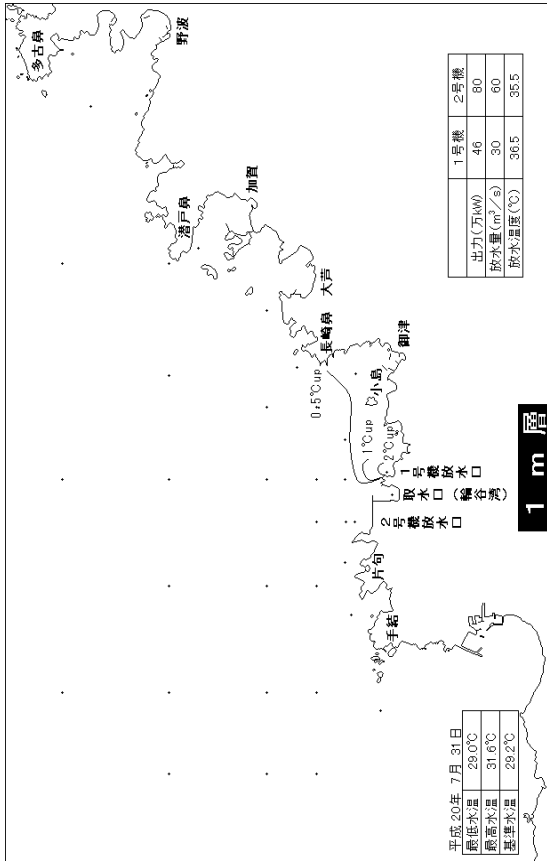 多古鼻
野波
潜戸鼻
加賀
大芦
長崎鼻
御津
小島
0.5℃up
1℃up
2℃up
1号機放水口
取水口(輪谷湾)
2号機放水口
片句
手結
1号機 2号機
出力(万kW) 46 80
放水量(m³/s) 30 60
放水温度(℃) 36.5 35.5
1 m 層
平成20年 7月 31日
最低水温 29.0℃
最高水温 31.6℃
基準水温 29.2℃